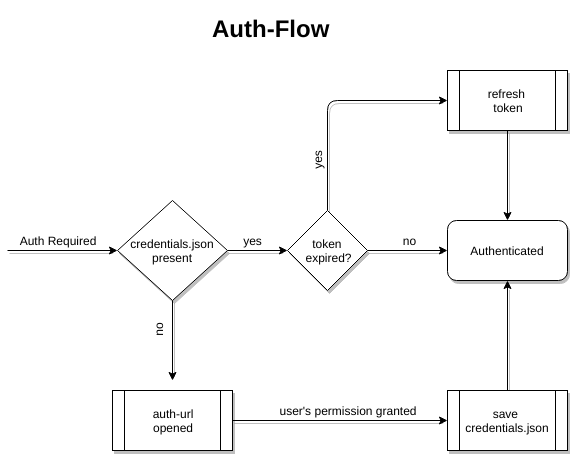 Auth-Flow
refresh
token
yes
Auth Required
credentials.json
present
yes
token
expired?
no
Authenticated
no
auth-url
opened
user's permission granted
save
credentials.json